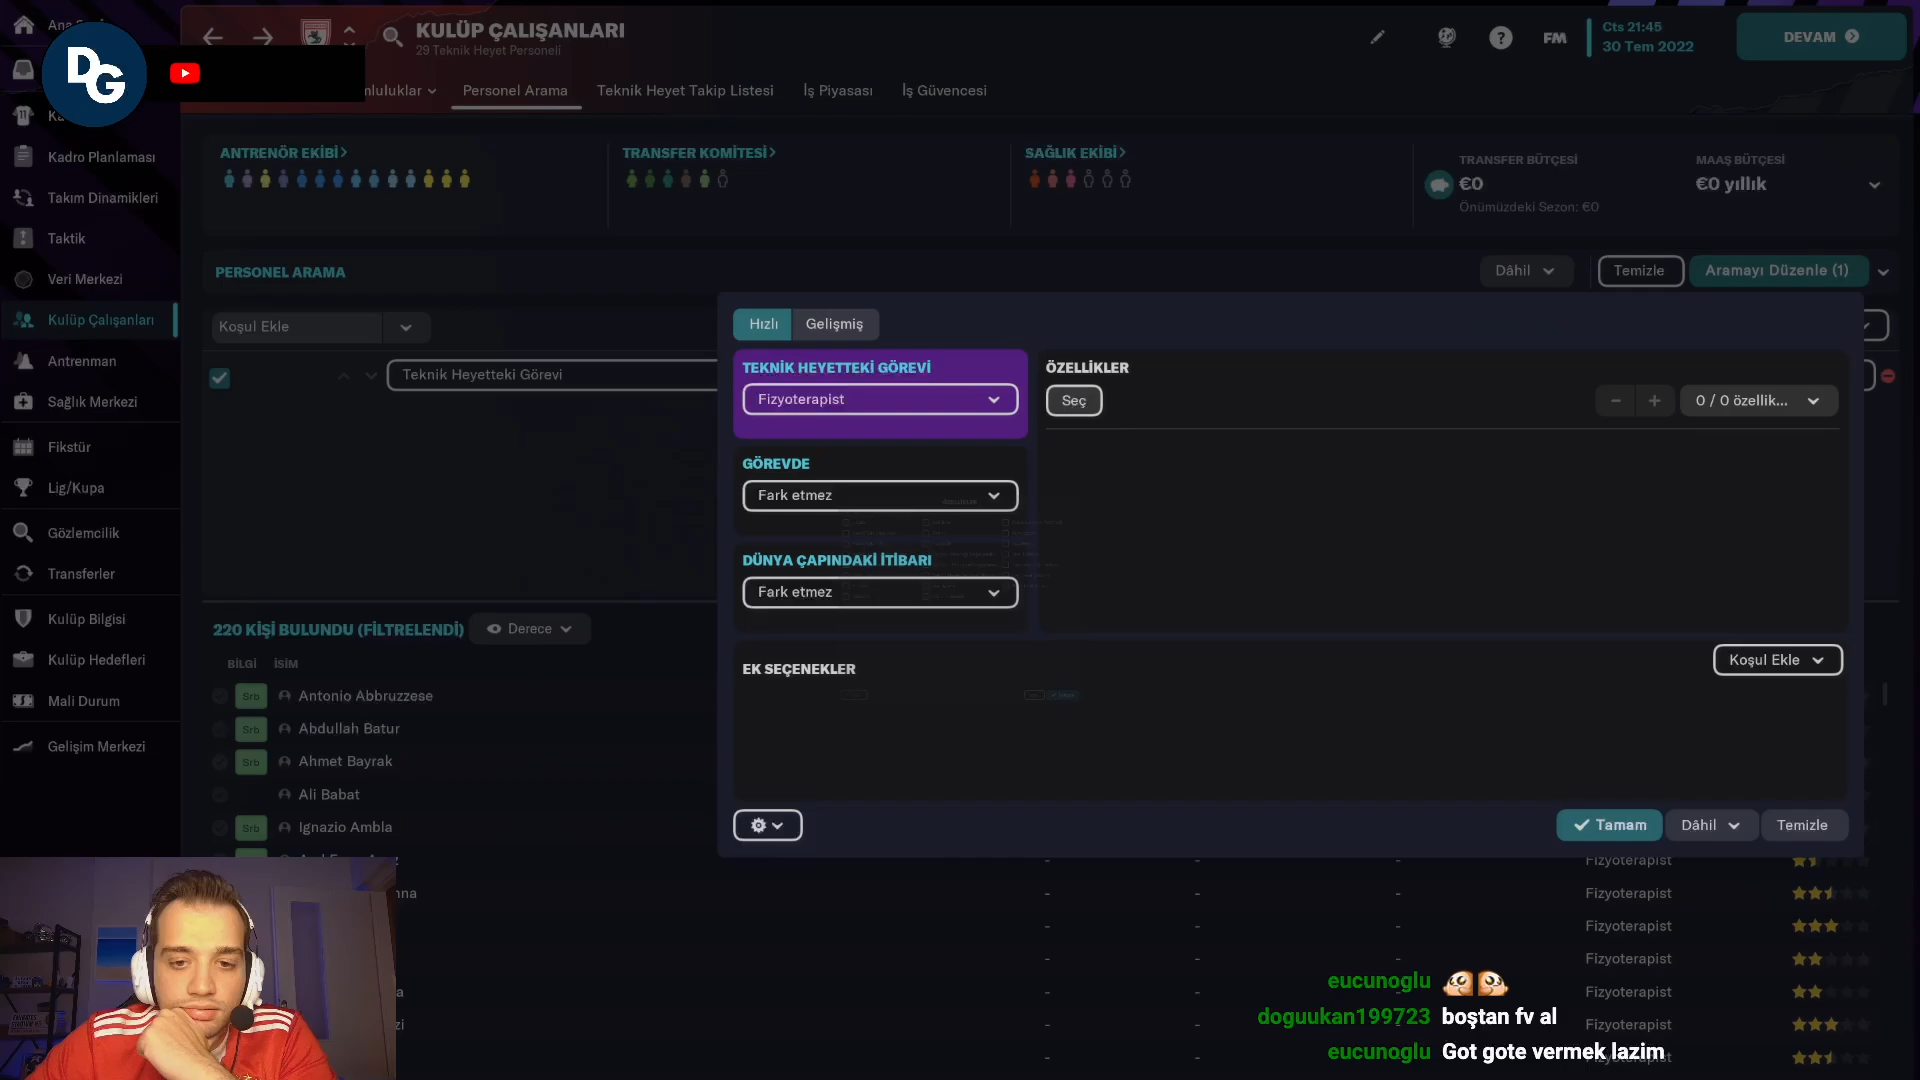 DG
KULÜP ÇALIŞANLARI
29 Teknik Heyet Personeli
FM
Cts 21:45
30 Tem 2022
DEVAM
Personel Arama
Teknik Heyet Takip Listesi
İş Piyasası
İş Güvencesi
Kadro Planlaması
Takım Dinamikleri
Taktik
Veri Merkezi
Kulüp Çalışanları
Antrenman
Sağlık Merkezi
Fikstür
Lig/Kupa
Gözlemcilik
Transferler
Kulüp Bilgisi
Kulüp Hedefleri
Mali Durum
Gelişim Merkezi
ANTRENÖR EKİBİ
TRANSFER KOMİTESİ
SAĞLIK EKİBİ
TRANSFER BÜTÇESİ
€0
Önümüzdeki Sezon: €0
MAAŞ BÜTÇESİ
€0 yıllık
PERSONEL ARAMA
Dâhil
Temizle
Aramayı Düzenle (1)
Koşul Ekle
Teknik Heyetteki Görevi
Hızlı
Gelişmiş
TEKNİK HEYETTEKİ GÖREVİ
Fizyoterapist
GÖREVDE
Fark etmez
DÜNYA ÇAPINDAKİ İTİBARI
Fark etmez
ÖZELLİKLER
Seç
0 / 0 özellik...
EK SEÇENEKLER
Koşul Ekle
Tamam
Dâhil
Temizle
220 KİŞİ BULUNDU (FİLTRELENDİ)
Derece
BİLGİ
İSİM
Srb
Antonio Abbruzzese
Srb
Abdullah Batur
Srb
Ahmet Bayrak
Ali Babat
Srb
Ignazio Ambla
Fizyoterapist
Fizyoterapist
Fizyoterapist
Fizyoterapist
Fizyoterapist
Fizyoterapist
Fizyoterapist
eucunoglu
doguukan199723 boştan fv al
eucunoglu Got gote vermek lazim